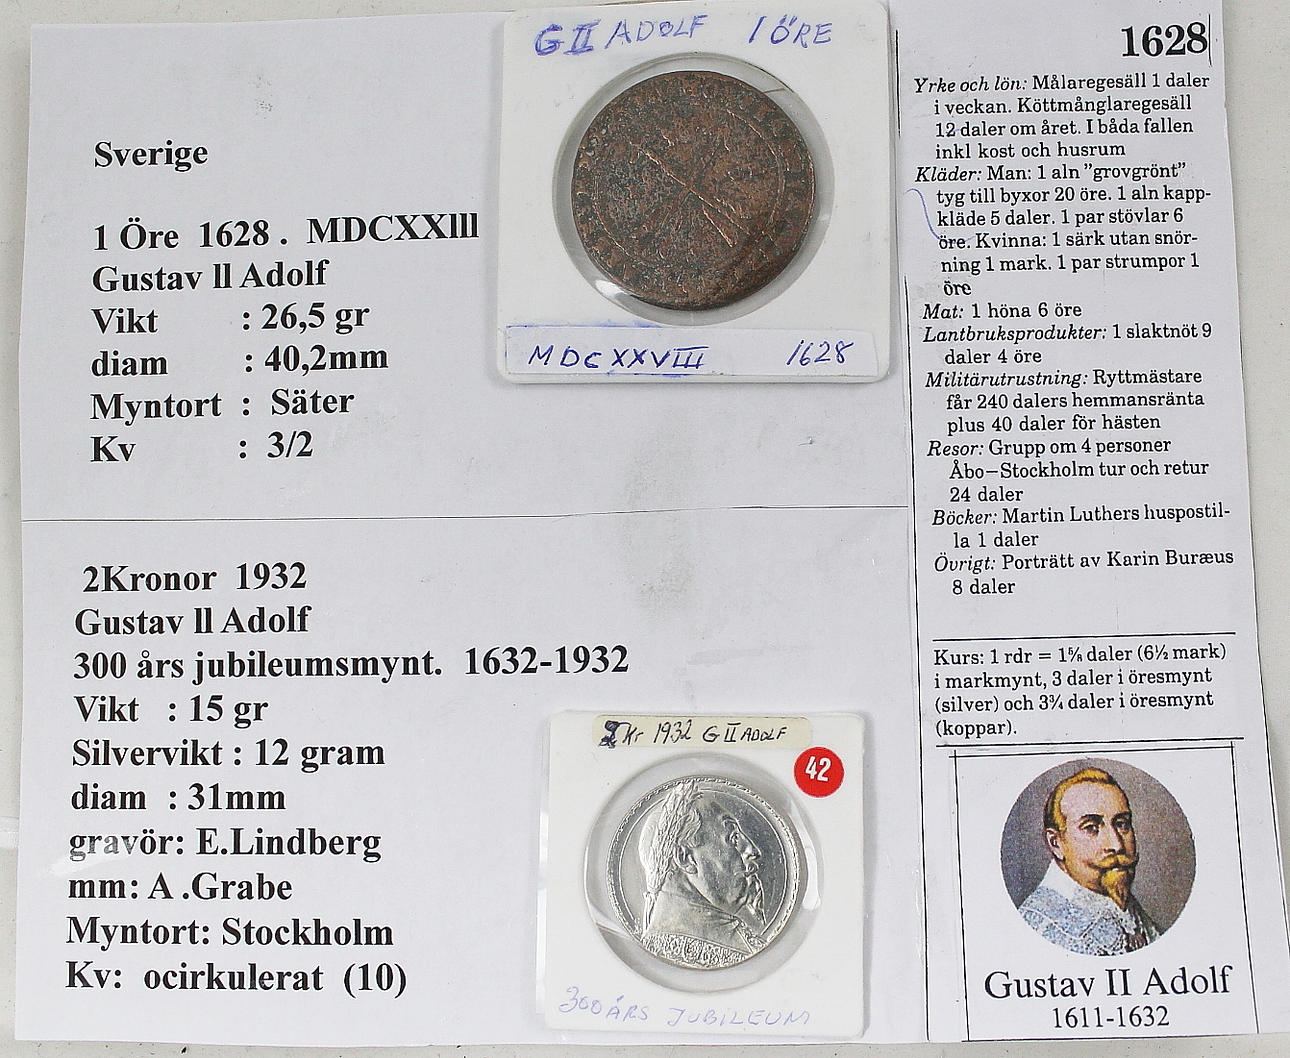 Sverige
1 Öre 1628 . MDCXXlll
Gustav ll Adolf
Vikt : 26,5 gr
diam : 40,2mm
Myntort : Säter
Kv : 3/2
G II ADOLF 1 ÖRE
MDCXXVIII 1628
2Kronor 1932
Gustav ll Adolf
300 års jubileumsmynt. 1632-1932
Vikt : 15 gr
Silvervikt : 12 gram
diam : 31mm
gravör: E.Lindberg
mm: A .Grabe
Myntort: Stockholm
Kv: ocirkulerat (10)
2 Kr 1932 G II ADOLF
42
300 ÅRS JUBILEUM
1628
Yrke och lön: Målaregesäll 1 daler
i veckan. Köttmånglaregesäll
12 daler om året. I båda fallen
inkl kost och husrum
Kläder: Man: 1 aln "grovgrönt"
tyg till byxor 20 öre. 1 aln kapp-
kläde 5 daler. 1 par stövlar 6
öre. Kvinna: 1 särk utan snör-
ning 1 mark. 1 par strumpor 1
öre
Mat: 1 höna 6 öre
Lantbruksprodukter: 1 slaktnöt 9
daler 4 öre
Militärutrustning: Ryttmästare
får 240 dalers hemmansränta
plus 40 daler för hästen
Resor: Grupp om 4 personer
Åbo–Stockholm tur och retur
24 daler
Böcker: Martin Luthers huspostil-
la 1 daler
Övrigt: Porträtt av Karin Buræus
8 daler
Kurs: 1 rdr = 1⅝ daler (6½ mark)
i markmynt, 3 daler i öresmynt
(silver) och 3¾ daler i öresmynt
(koppar).
Gustav II Adolf
1611-1632